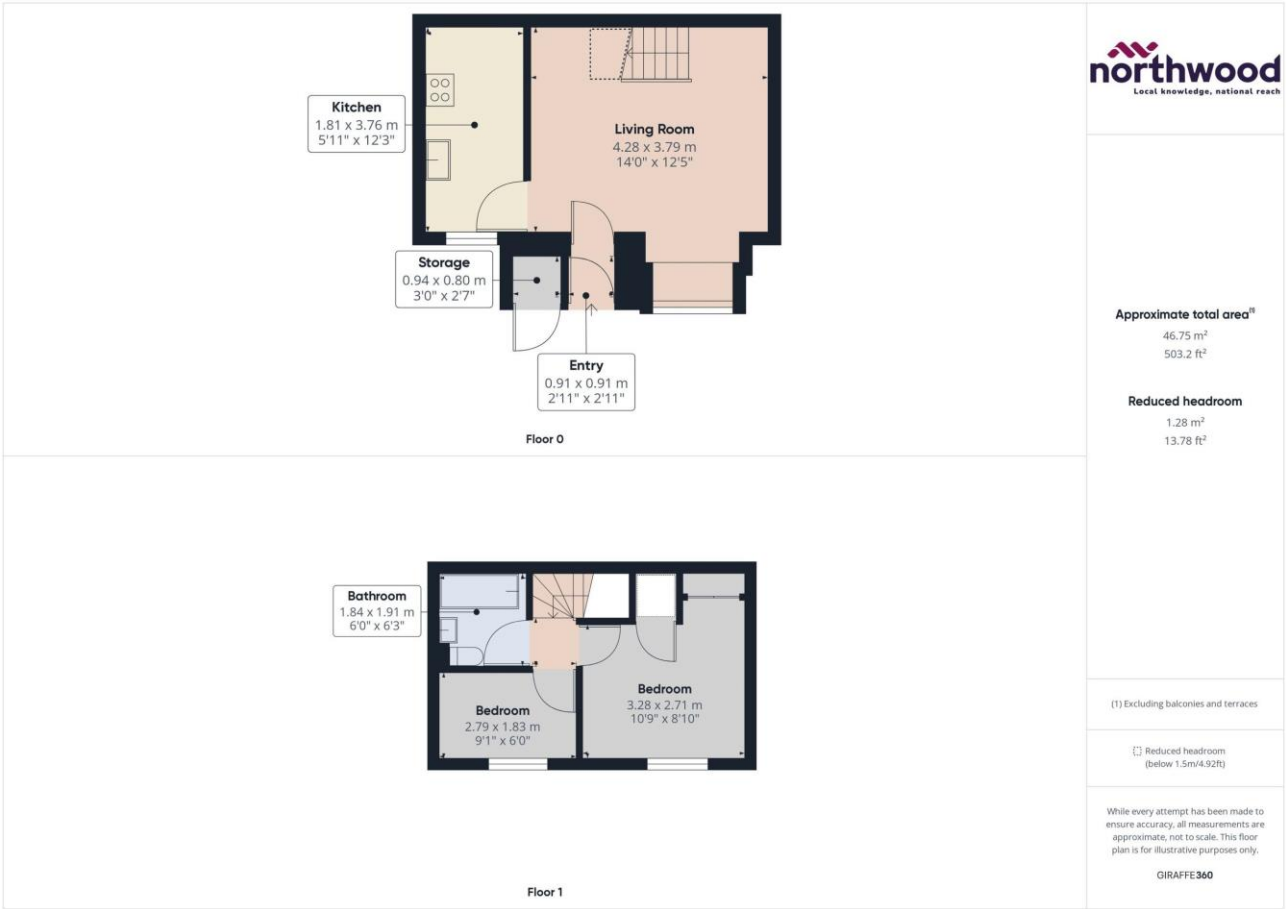 Kitchen
1.81 x 3.76 m
5'11" x 12'3"
Living Room
4.28 x 3.79 m
14'0" x 12'5"
Storage
0.94 x 0.80 m
3'0" x 2'7"
Entry
0.91 x 0.91 m
2'11" x 2'11"
Floor 0
Bathroom
1.84 x 1.91 m
6'0" x 6'3"
Bedroom
2.79 x 1.83 m
9'1" x 6'0"
Bedroom
3.28 x 2.71 m
10'9" x 8'10"
Floor 1
northwood
Local knowledge, national reach
Approximate total area(1)
46.75 m²
503.2 ft²
Reduced headroom
1.28 m²
13.78 ft²
(1) Excluding balconies and terraces
Reduced headroom
(below 1.5m/4.92ft)
While every attempt has been made to
ensure accuracy, all measurements are
approximate, not to scale. This floor
plan is for illustrative purposes only.
GIRAFFE360